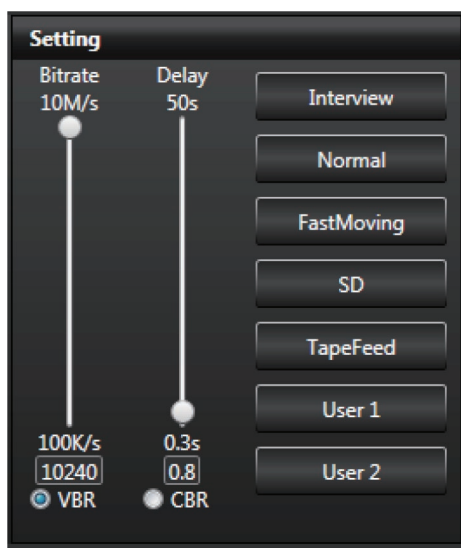 Setting
Bitrate Delay
10M/s 50s
Interview
Normal
FastMoving
SD
TapeFeed
User 1
User 2
100K/s 0.3s
10240 0.8
VBR CBR